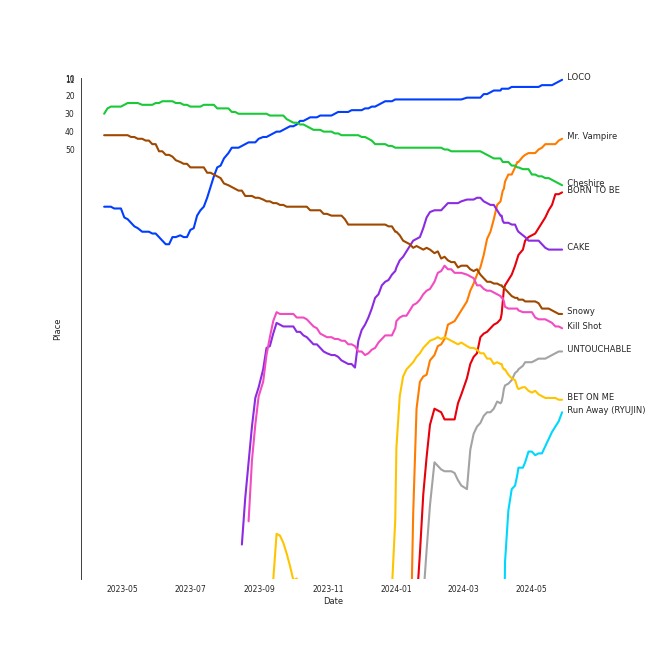 LOCO
10
20
30
40
50
Mr. Vampire
Cheshire
BORN TO BE
CAKE
Snowy
Kill Shot
Place
UNTOUCHABLE
BET ON ME
Run Away (RYUJIN)
2023-05 2023-07 2023-09 2023-11 2024-01 2024-03 2024-05
Date